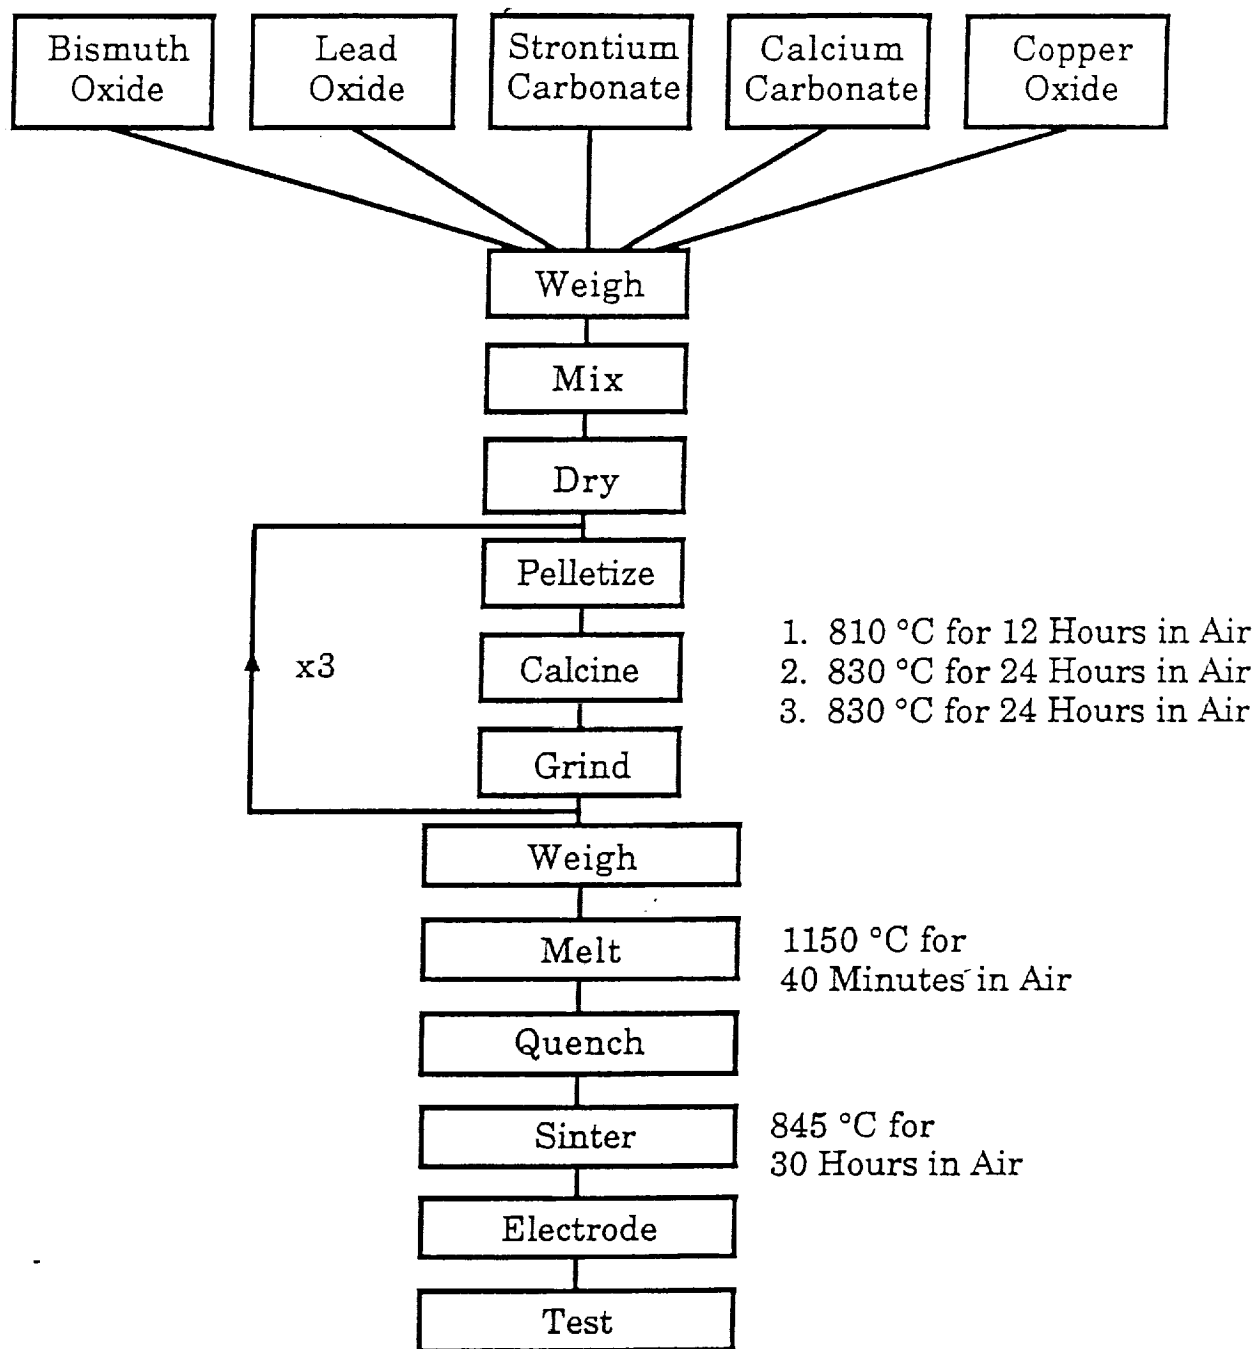 Bismuth
Oxide
Lead
Oxide
Strontium
Carbonate
Calcium
Carbonate
Copper
Oxide
Weigh
Mix
Dry
Pelletize
x3
Calcine
1. 810 °C for 12 Hours in Air
2. 830 °C for 24 Hours in Air
3. 830 °C for 24 Hours in Air
Grind
Weigh
Melt
1150 °C for
40 Minutes in Air
Quench
Sinter
845 °C for
30 Hours in Air
Electrode
Test